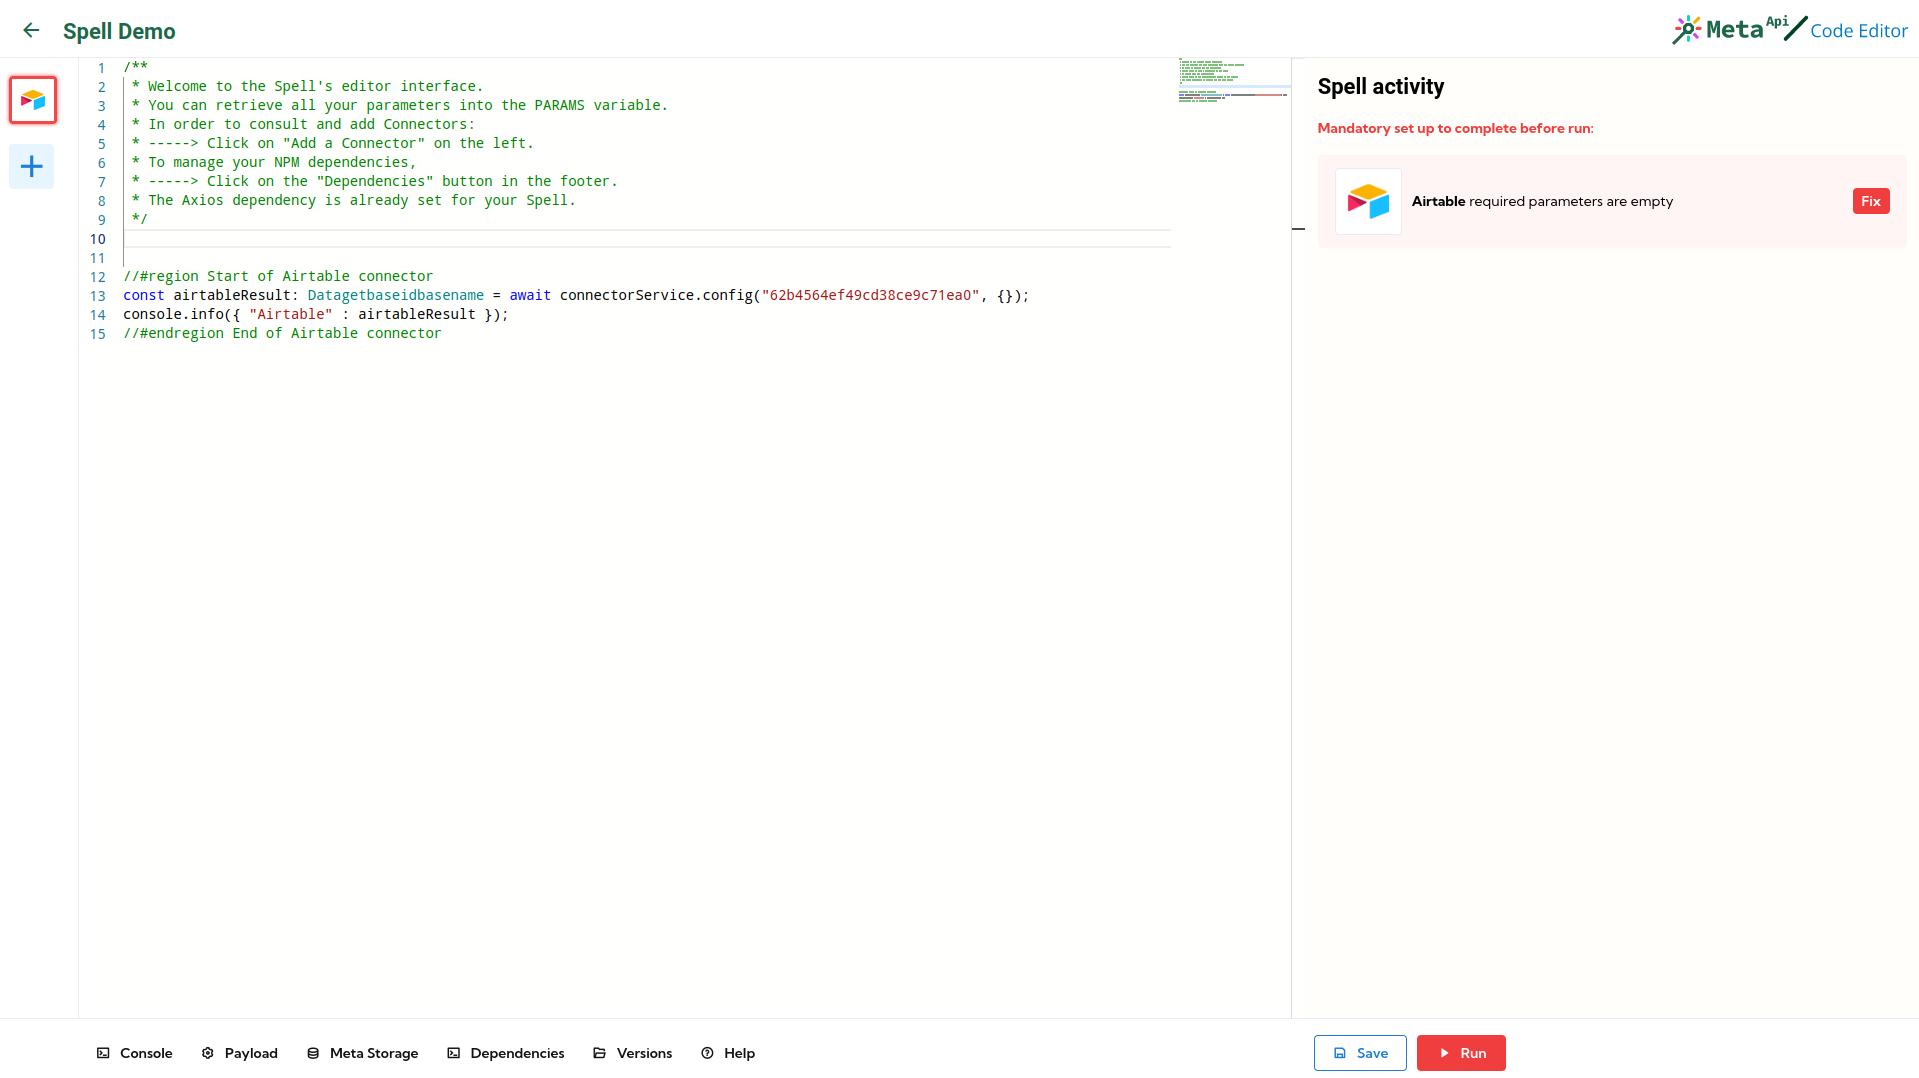 Spell Demo
Meta Api Code Editor
1 /**
2 * Welcome to the Spell's editor interface.
3 * You can retrieve all your parameters into the PARAMS variable.
4 * In order to consult and add Connectors:
5 * -----> Click on "Add a Connector" on the left.
6 * To manage your NPM dependencies,
7 * -----> Click on the "Dependencies" button in the footer.
8 * The Axios dependency is already set for your Spell.
9 */
10
11
12 //#region Start of Airtable connector
13 const airtableResult: Datagetbaseidbasename = await connectorService.config("62b4564ef49cd38ce9c71ea0", {});
14 console.info({ "Airtable" : airtableResult });
15 //#endregion End of Airtable connector
Spell activity
Mandatory set up to complete before run:
Airtable required parameters are empty
Fix
Console
Payload
Meta Storage
Dependencies
Versions
Help
Save
Run